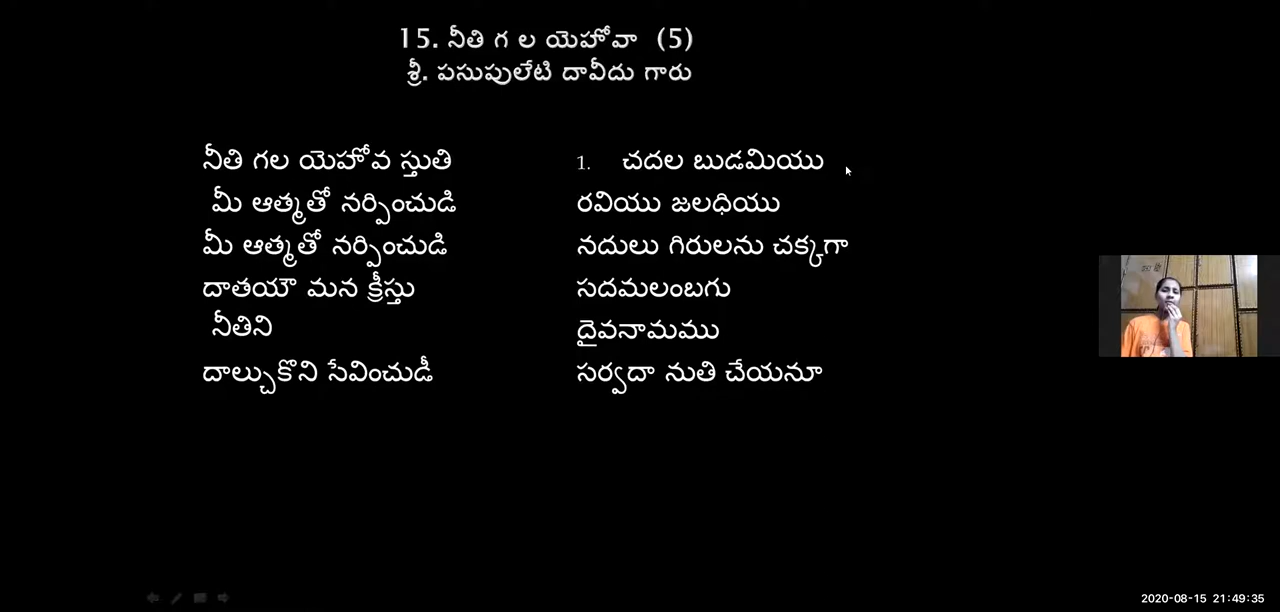 15. నీతి గ ల యెహోవా (5)
శ్రీ. పసుపులేటి దావీదు గారు
నీతి గల యెహోవ స్తుతి
మీ ఆత్మతో నర్పించుడి
మీ ఆత్మతో నర్పించుడి
దాతయౌ మన క్రీస్తు
నీతిని
దాల్చుకొని సేవించుడీ
1. చదల బుడమియు
రవియు జలధియు
నదులు గిరులను చక్కగా
సదమలంబగు
దైవనామము
సర్వదా నుతి చేయనూ
2020-08-15 21:49:35